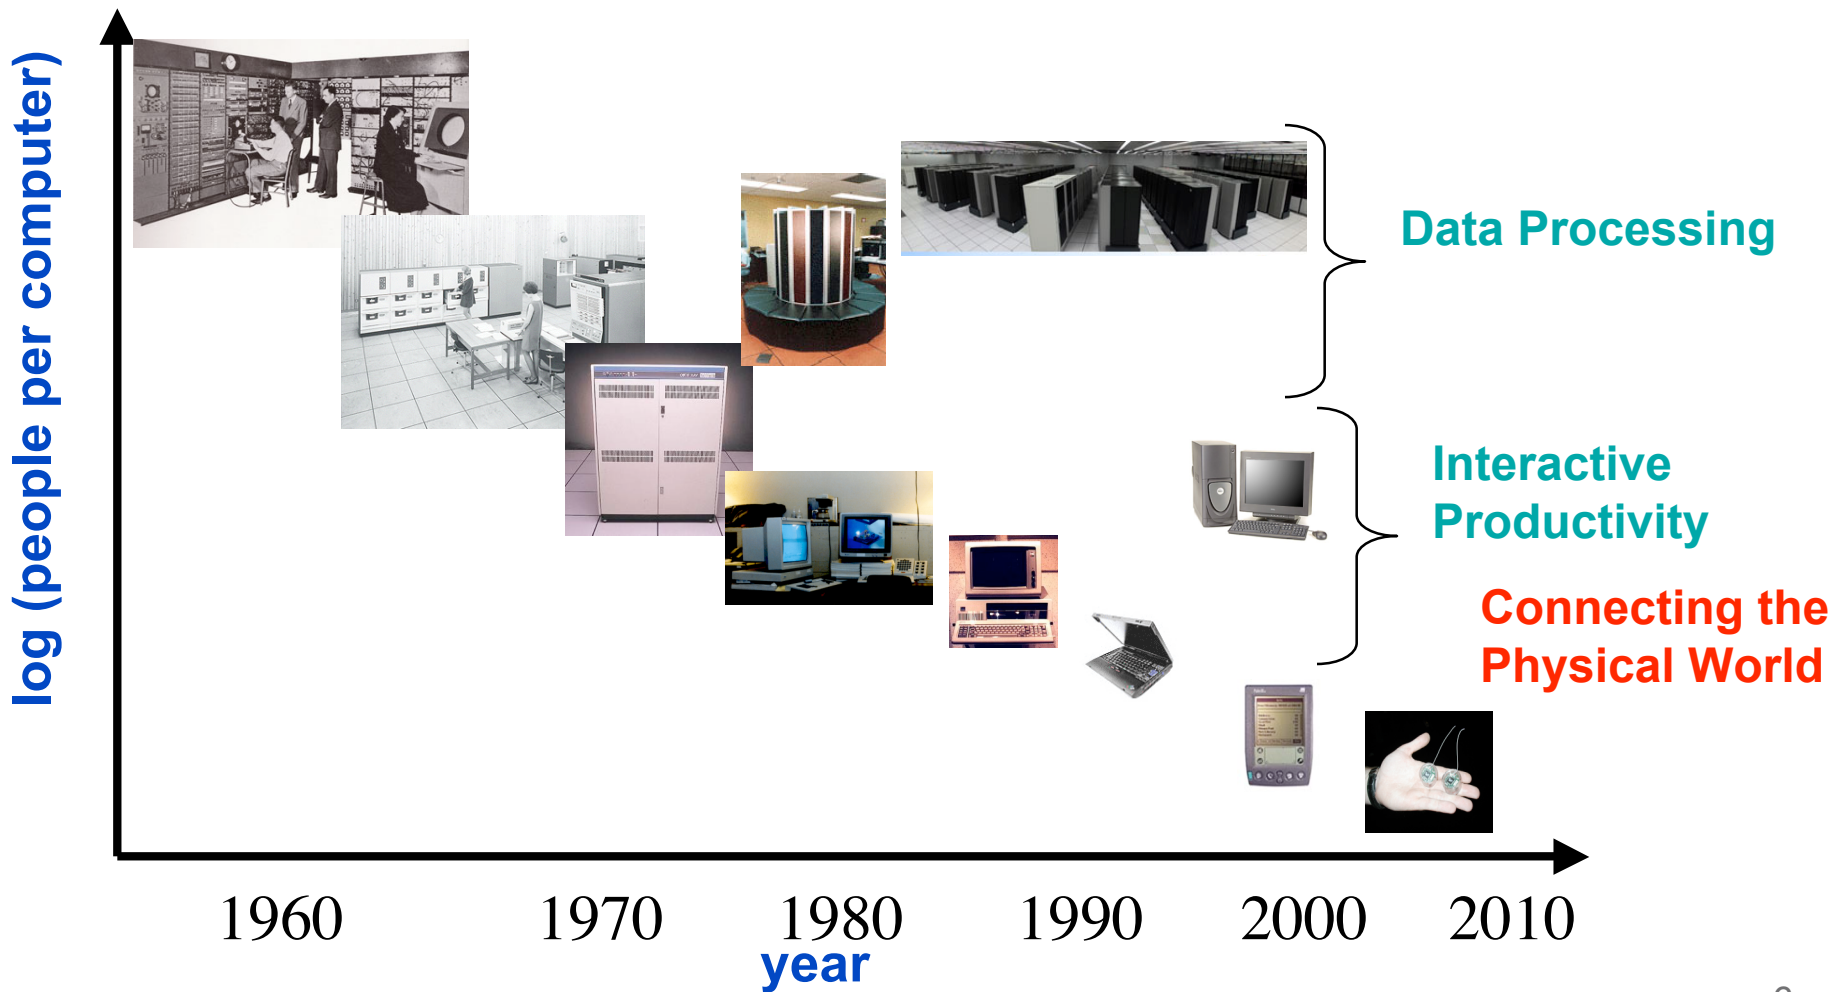 log (people per computer)
Data Processing
Interactive
Productivity
Connecting the
Physical World
1960 1970 1980 1990 2000 2010
year